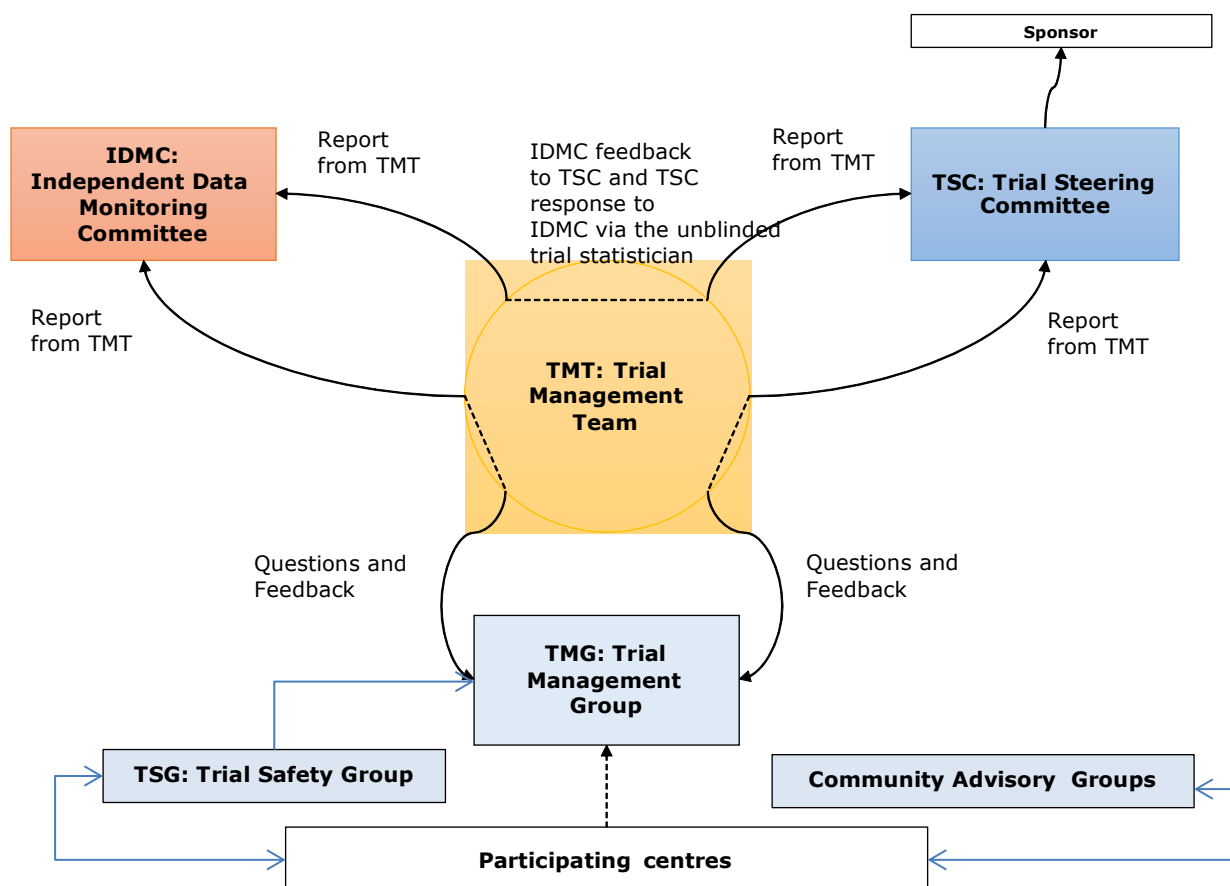 Sponsor
IDMC:
Independent Data
Monitoring
Committee
Report
from TMT
IDMC feedback
to TSC and TSC
response to
IDMC via the unblinded
trial statistician
Report
from TMT
TSC: Trial Steering
Committee
Report
from TMT
Report
from TMT
TMT: Trial
Management
Team
Questions and
Feedback
Questions and
Feedback
TMG: Trial
Management
Group
TSG: Trial Safety Group
Community Advisory Groups
Participating centres